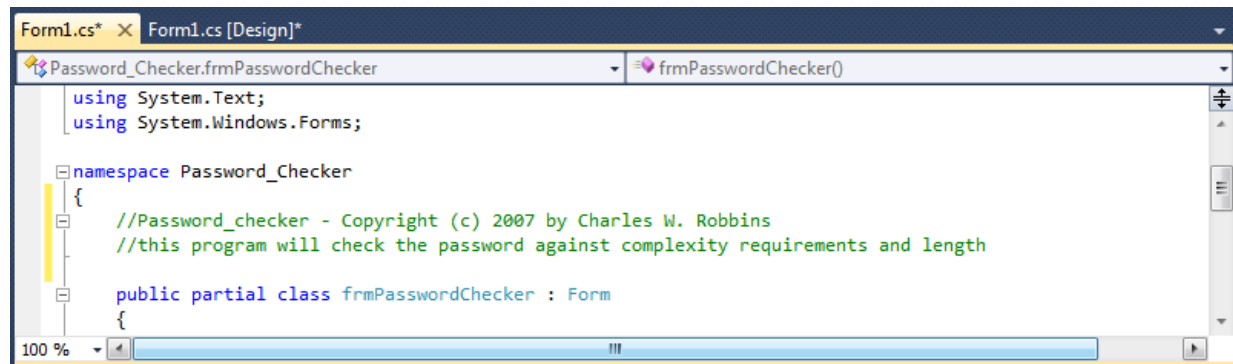 Form1.cs* Form1.cs [Design]*
Password_Checker.frmPasswordChecker frmPasswordChecker()
using System.Text;
using System.Windows.Forms;
namespace Password_Checker
{
//Password_checker - Copyright (c) 2007 by Charles W. Robbins
//this program will check the password against complexity requirements and length
public partial class frmPasswordChecker : Form
{
100 %